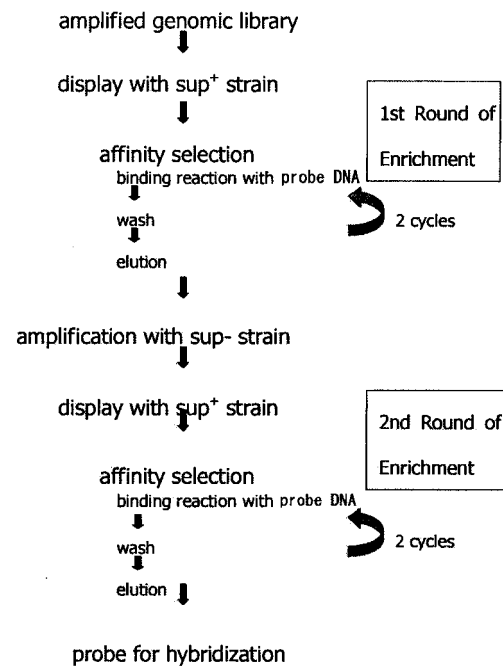 amplified genomic library
display with sup⁺ strain
1st Round of
Enrichment
affinity selection
binding reaction with probe DNA
wash
2 cycles
elution
amplification with sup- strain
display with sup⁺ strain
2nd Round of
Enrichment
affinity selection
binding reaction with probe DNA
wash
2 cycles
elution
probe for hybridization